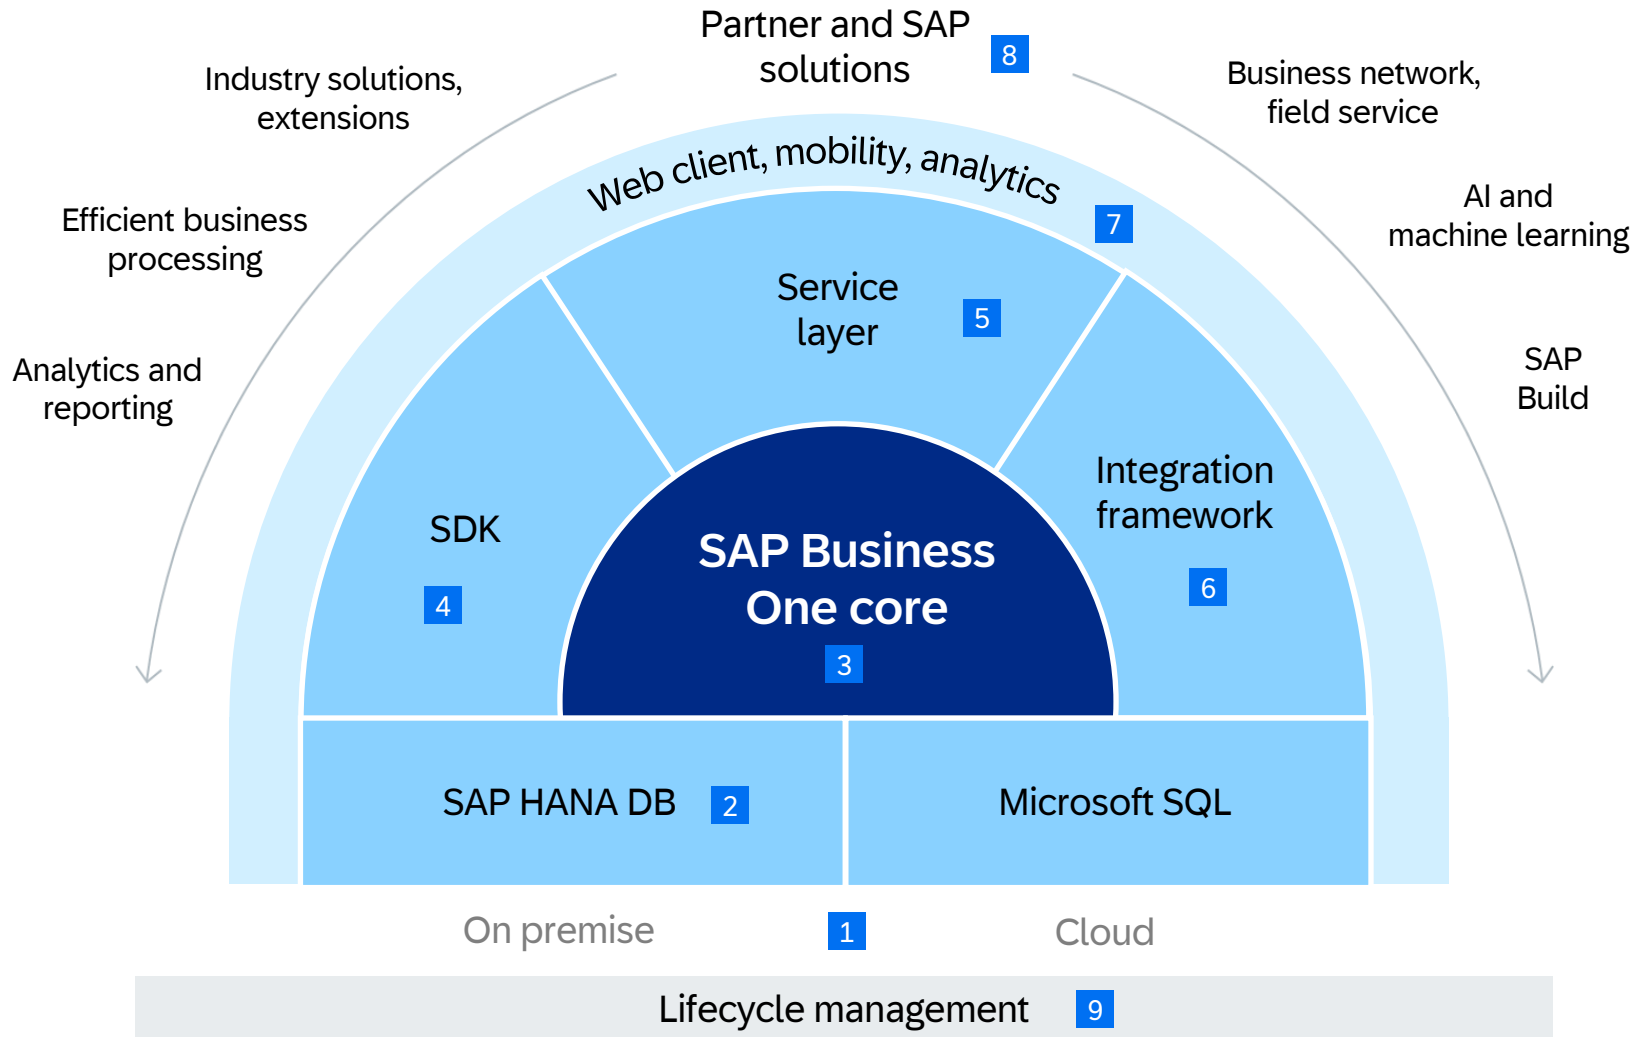 Partner and SAP
solutions
8
Industry solutions,
extensions
Business network,
field service
Web client, mobility, analytics
7
Efficient business
processing
AI and
machine learning
Service
layer
5
Analytics and
reporting
SAP
Build
SDK
4
Integration
framework
6
SAP Business
One core
3
SAP HANA DB 2
Microsoft SQL
On premise
1
Cloud
Lifecycle management 9